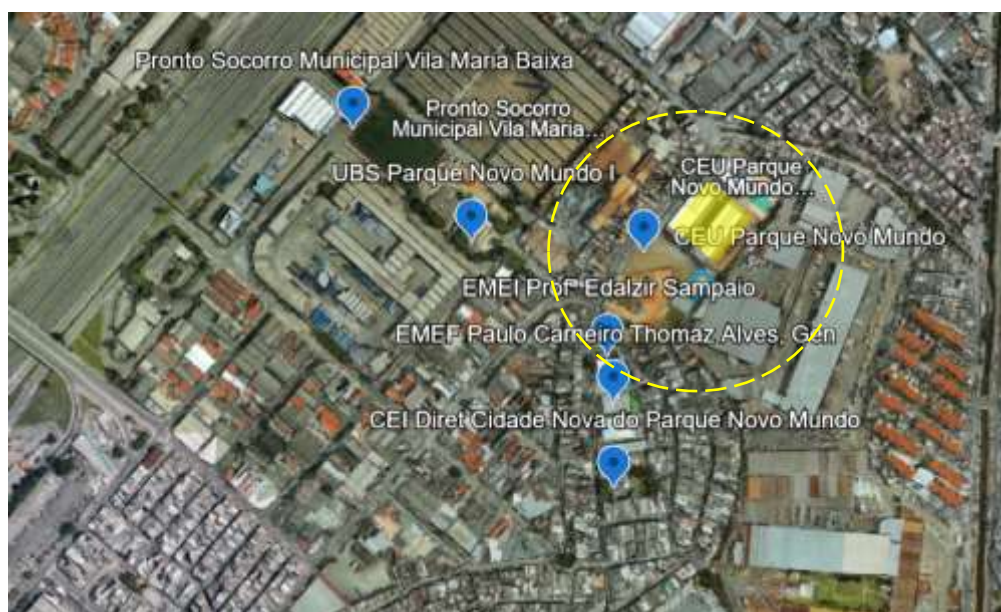 Pronto Socorro Municipal Vila Maria Baixa
Pronto Socorro
Municipal Vila Maria...
UBS Parque Novo Mundo I
CEU Parque
Novo Mundo...
CEU Parque Novo Mundo
EMEI Profª Edalzir Sampaio
EMEF Paulo Carneiro Thomaz Alves, Gen
CEI Diret Cidade Nova do Parque Novo Mundo